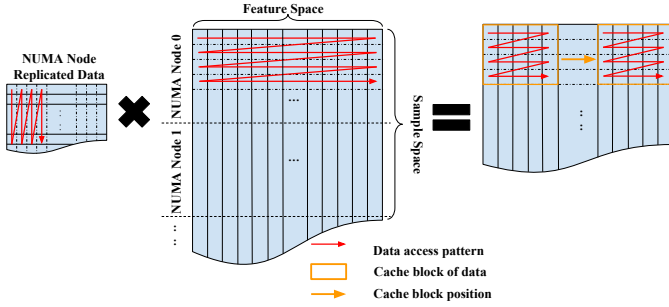 Feature Space
NUMA Node
Replicated Data
NUMA Node 0
NUMA Node 1
...
...
...
Sample Space
Data access pattern
Cache block of data
Cache block position